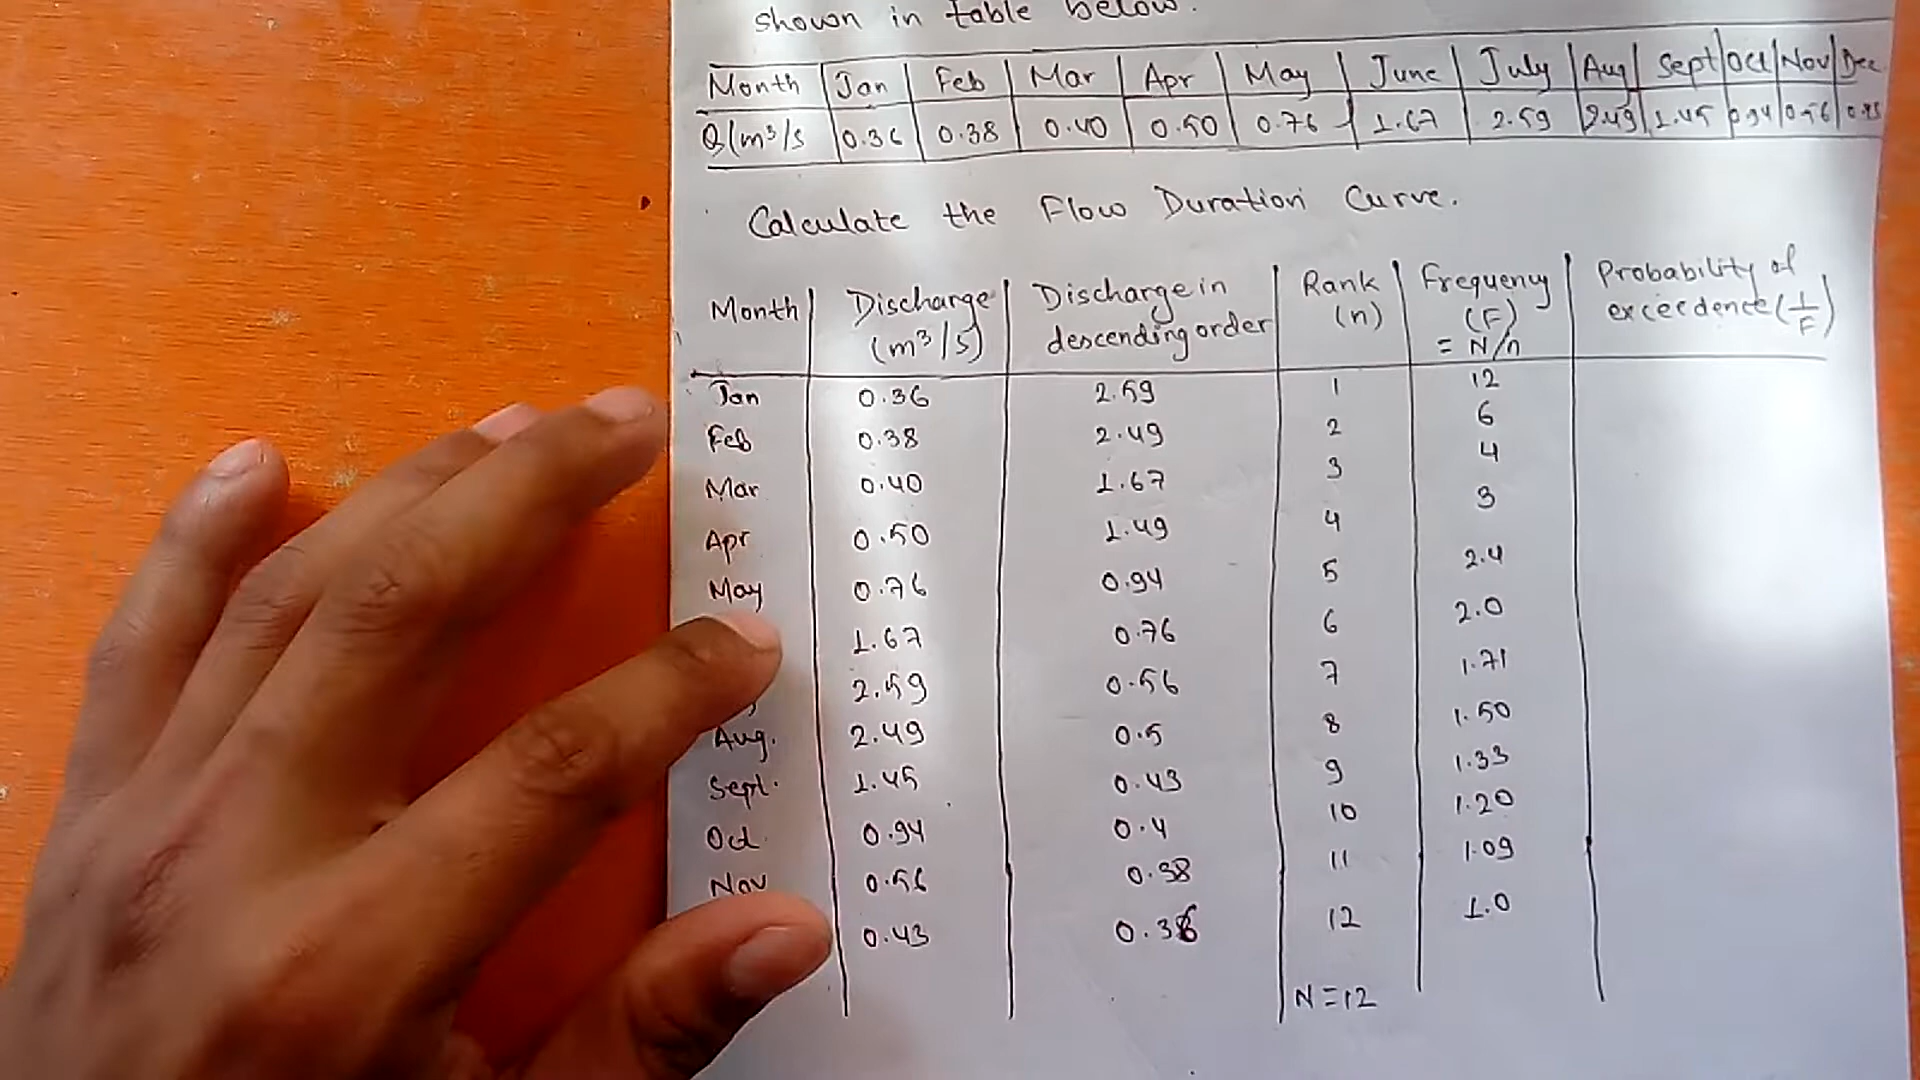 shown in table below.
Month Jan Feb Mar Apr May June July Aug Sept Oct Nov Dec
Q(m³/s 0.36 0.38 0.40 0.50 0.76 1.67 2.59 2.49 1.45 0.94 0.56
Calculate the Flow Duration Curve.
Month Discharge (m³/s) Discharge in descending order Rank (n) Frequency (F) = N/n Probability of exceedence (1/F)
Jan 0.36 2.59 1 12
Feb 0.38 2.49 2 6
Mar 0.40 1.67 3 4
Apr 0.50 1.49 4 3
May 0.76 0.94 5 2.4
1.67 0.76 6 2.0
2.59 0.56 7 1.71
Aug. 2.49 0.5 8 1.50
Sept. 1.45 0.43 9 1.33
Oct. 0.94 0.4 10 1.20
Nov 0.56 0.38 11 1.09
0.43 0.36 12 1.0
N=12